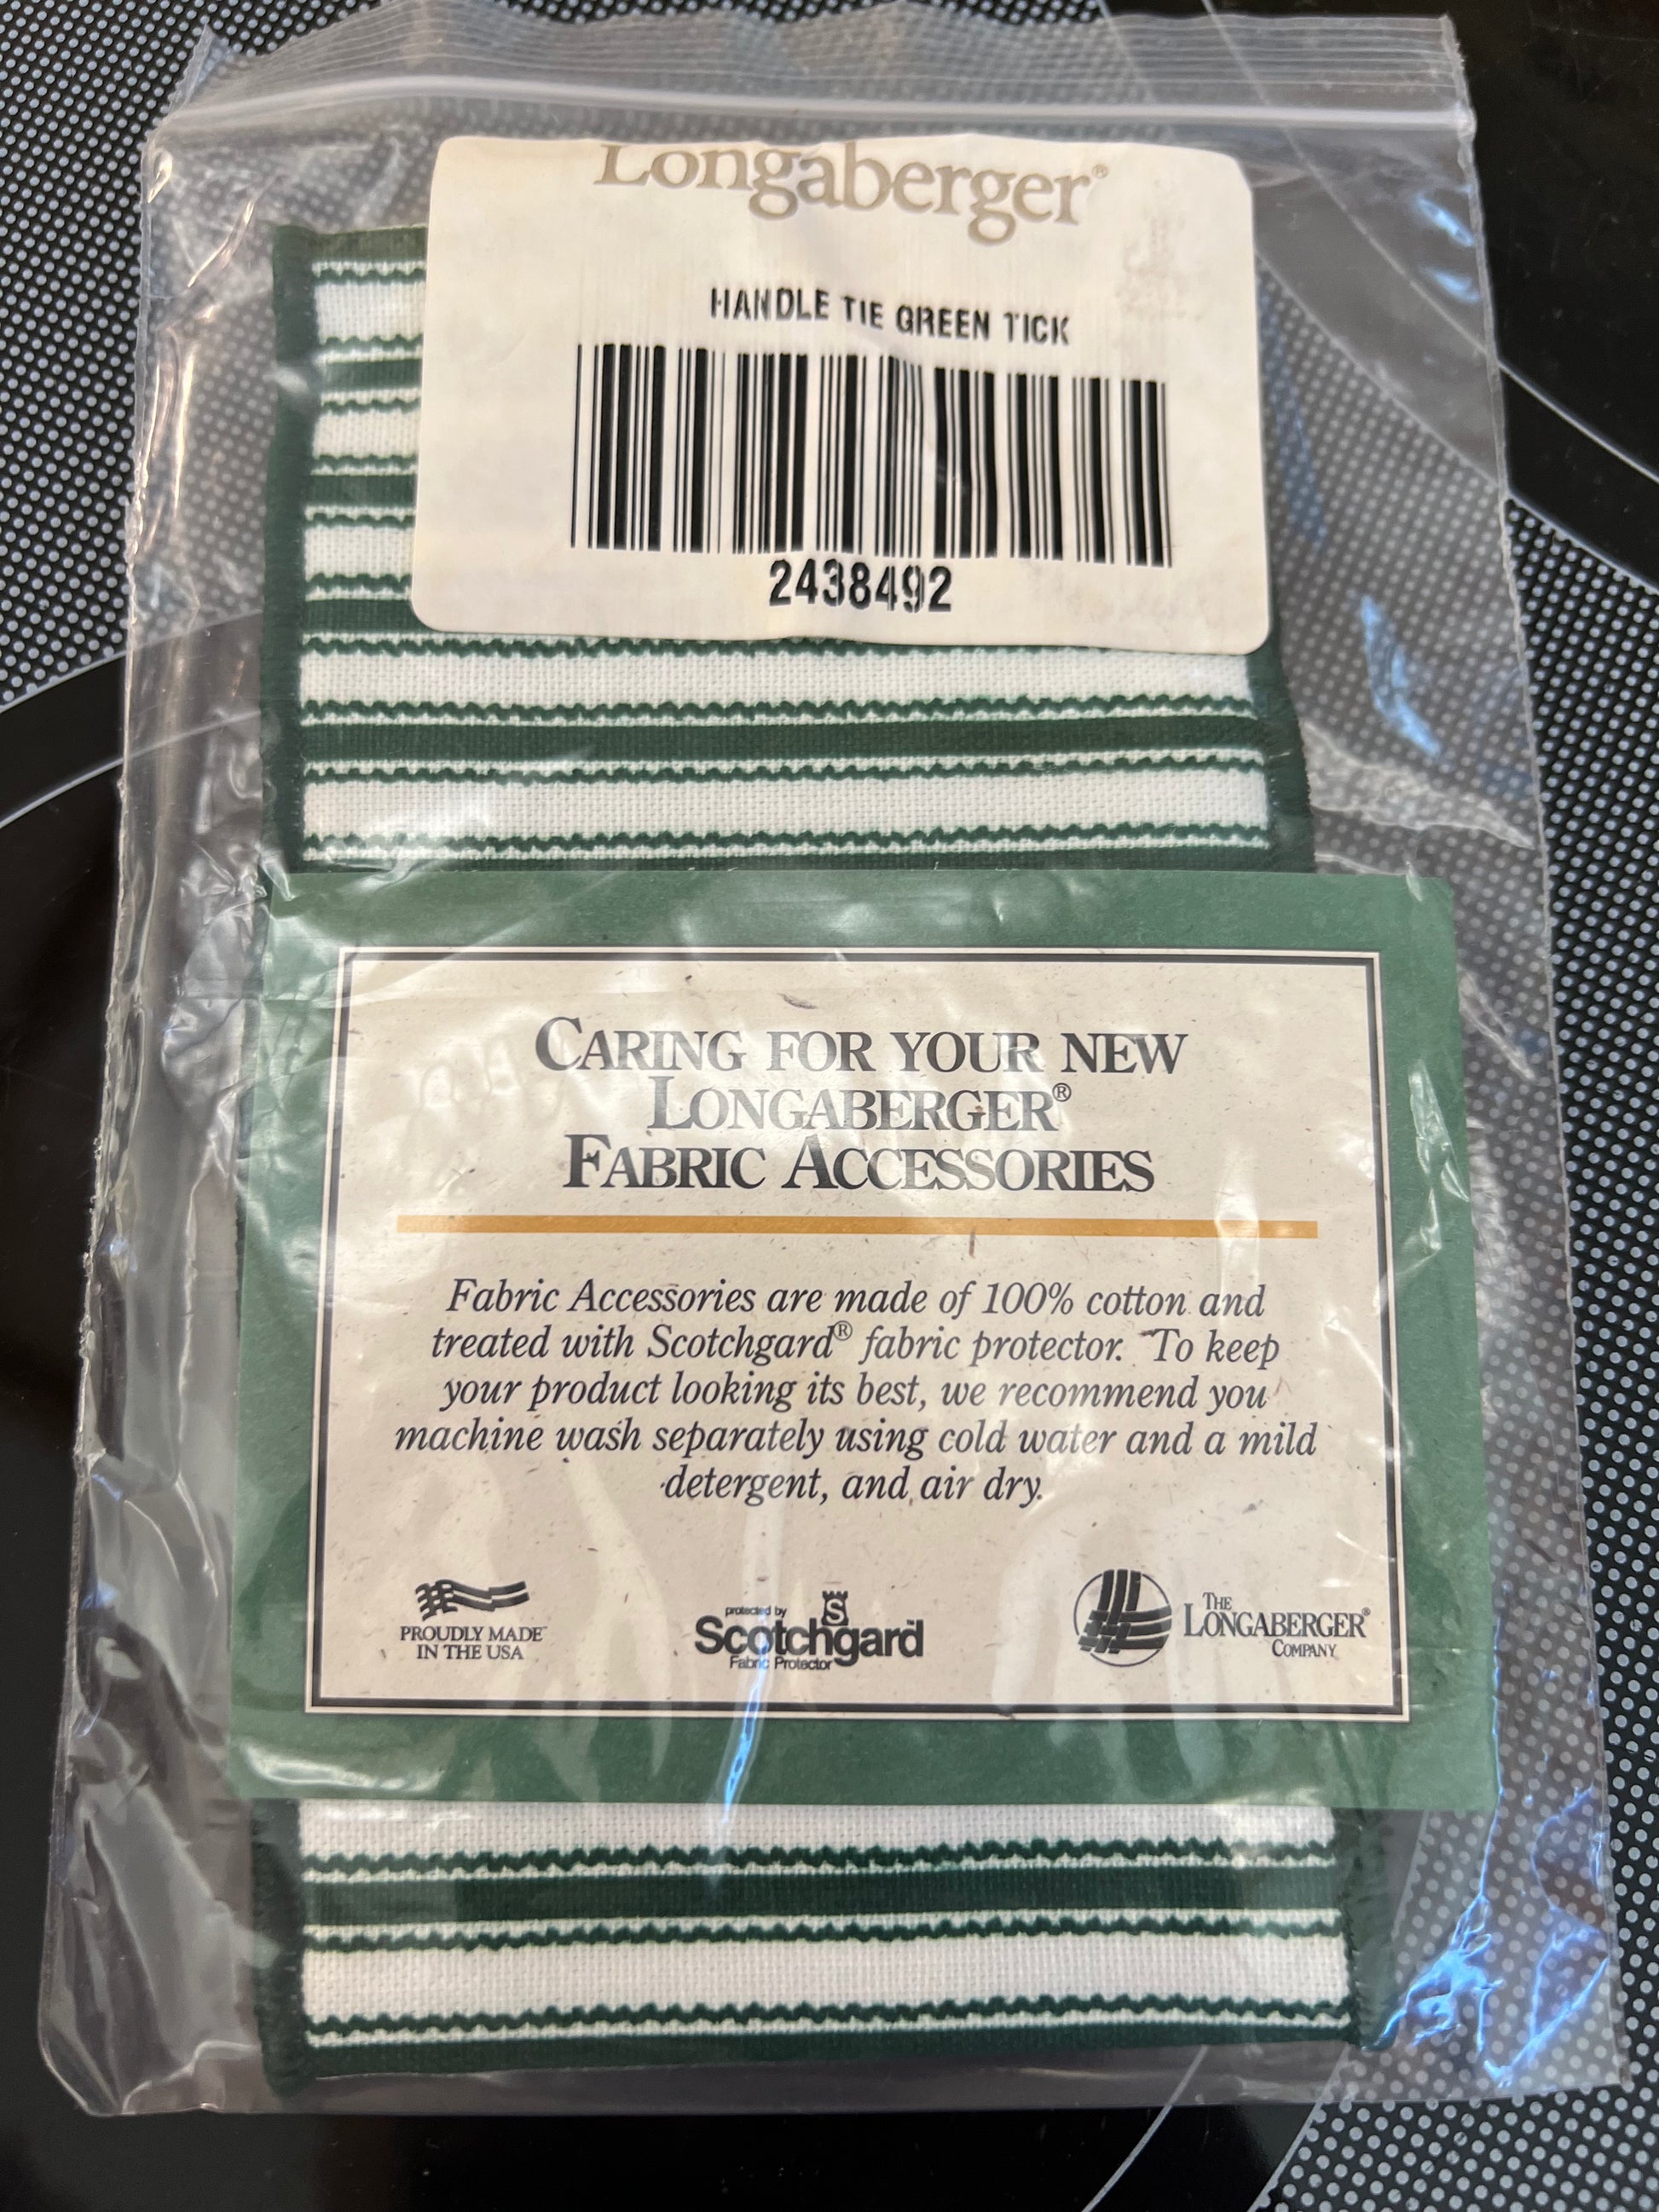 Longaberger®
HANDLE TIE GREEN TICK
2438492
CARING FOR YOUR NEW
LONGABERGER®
FABRIC ACCESSORIES
Fabric Accessories are made of 100% cotton and
treated with Scotchgard® fabric protector. To keep
your product looking its best, we recommend you
machine wash separately using cold water and a mild
detergent, and air dry.
PROUDLY MADE™
IN THE USA
protected by
S
Scotchgard™
Fabric Protector
THE
LONGABERGER®
COMPANY